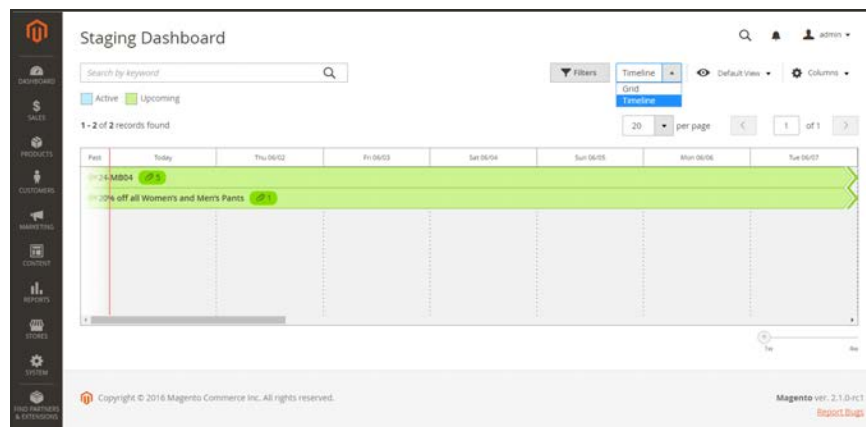 Staging Dashboard
admin
Search by keyword
Filters
Timeline
Default View
Columns
Grid
Timeline
Active Upcoming
1 - 2 of 2 records found
20 per page 1 of 1
Past Today Thu 06/02 Fri 06/03 Sat 06/04 Sun 06/05 Mon 06/06 Tue 06/07
24-MB04 5
20% off all Women's and Men's Pants 1
DASHBOARD
SALES
PRODUCTS
CUSTOMERS
MARKETING
CONTENT
REPORTS
STORES
SYSTEM
FIND PARTNERS
& EXTENSIONS
Copyright © 2016 Magento Commerce Inc. All rights reserved.
Magento ver. 2.1.0-rc1
Report Bugs